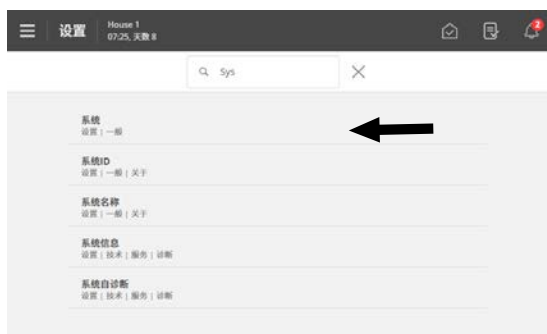 设置
House 1
07:25, 天数 8
2
Sys
系统
设置 | 一般
系统ID
设置 | 一般 | 关于
系统名称
设置 | 一般 | 关于
系统信息
设置 | 技术 | 服务 | 诊断
系统自诊断
设置 | 技术 | 服务 | 诊断